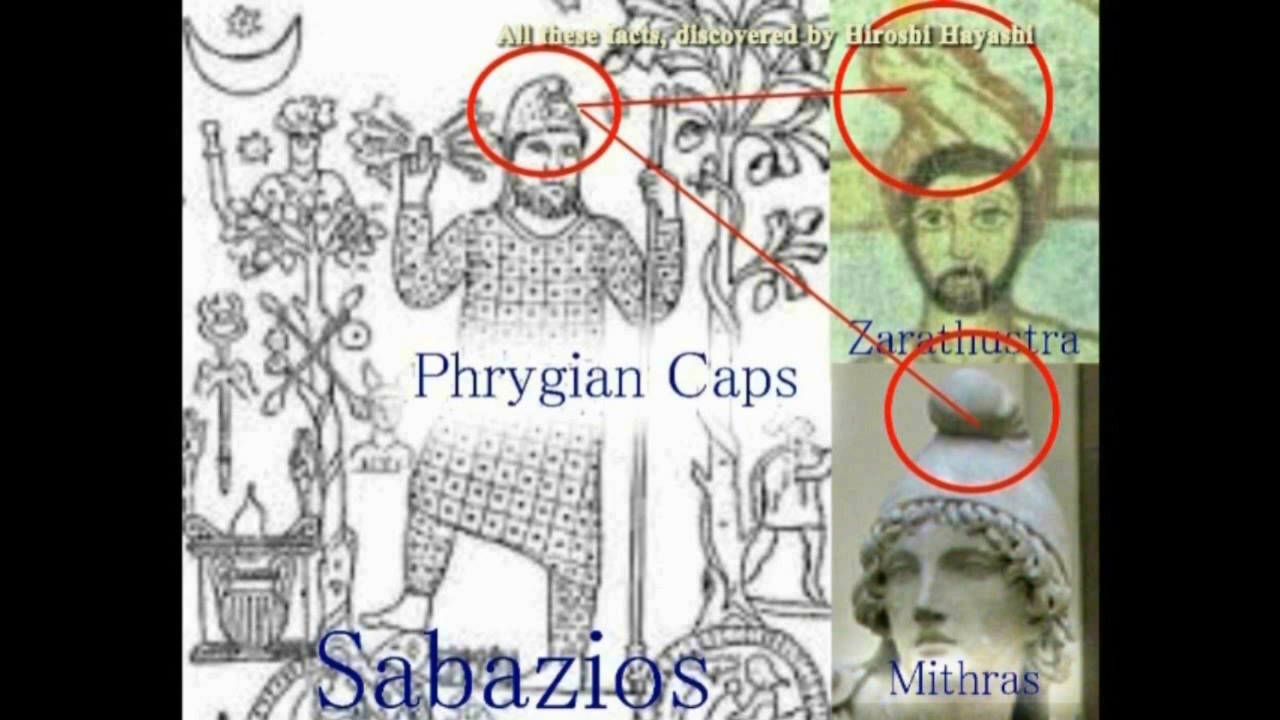 All these facts, discovered by Hiroshi Hayashi
Zarathustra
Phrygian Caps
Sabazios
Mithras